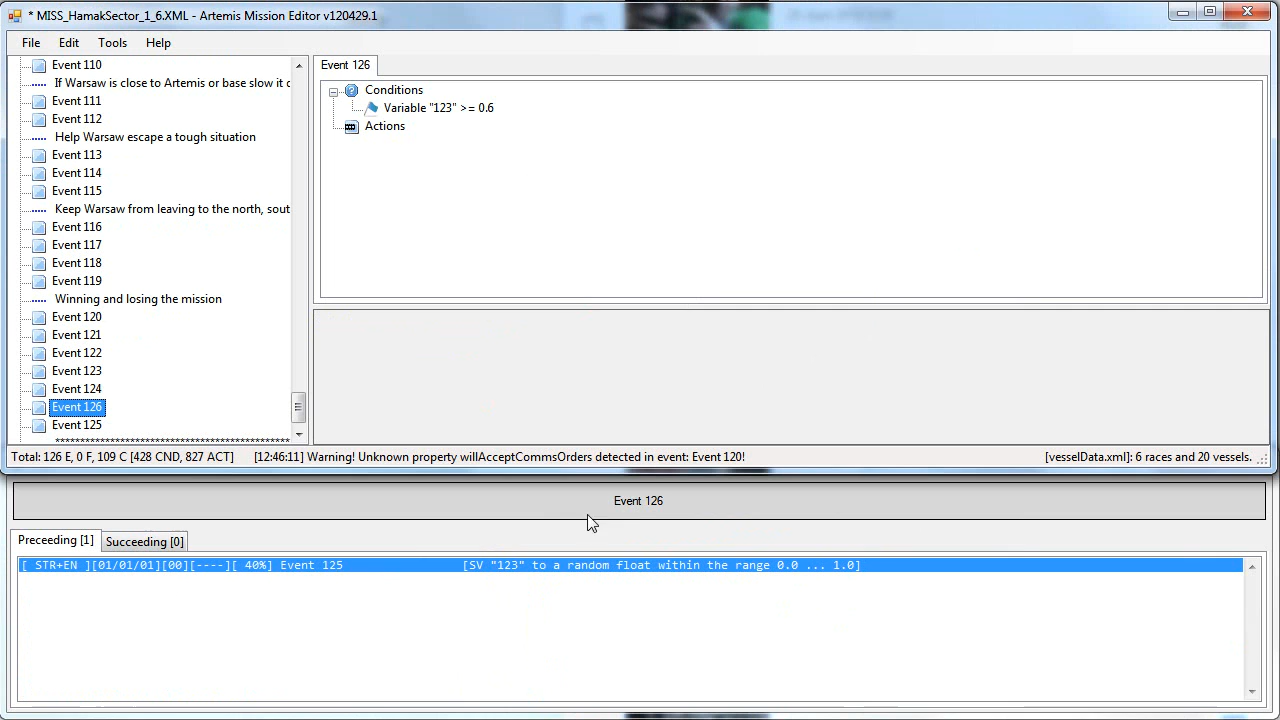 * MISS_HamakSector_1_6.XML - Artemis Mission Editor v120429.1
File Edit Tools Help
Event 110
If Warsaw is close to Artemis or base slow it
Event 111
Event 112
Help Warsaw escape a tough situation
Event 113
Event 114
Event 115
Keep Warsaw from leaving to the north,
Event 116
Event 117
Event 118
Event 119
Winning and losing the mission
Event 120
Event 121
Event 122
Event 123
Event 124
Event 126
Event 125
Event 126
Conditions
Variable "123" >= 0.6
Actions
Total: 126 E, 0 F, 109 C [428 CND, 827 ACT] [12:46:11] Warning! Unknown property willAcceptCommsOrders detected in event: Event 120! [vesselData.xml]: 6 races and 20 vessels.
Event 126
Preceeding [1] Succeeding [0]
[ STR+EN ][01/01/01][00][----][ 40%] Event 125 [SV "123" to a random float within the range 0.0 ... 1.0]